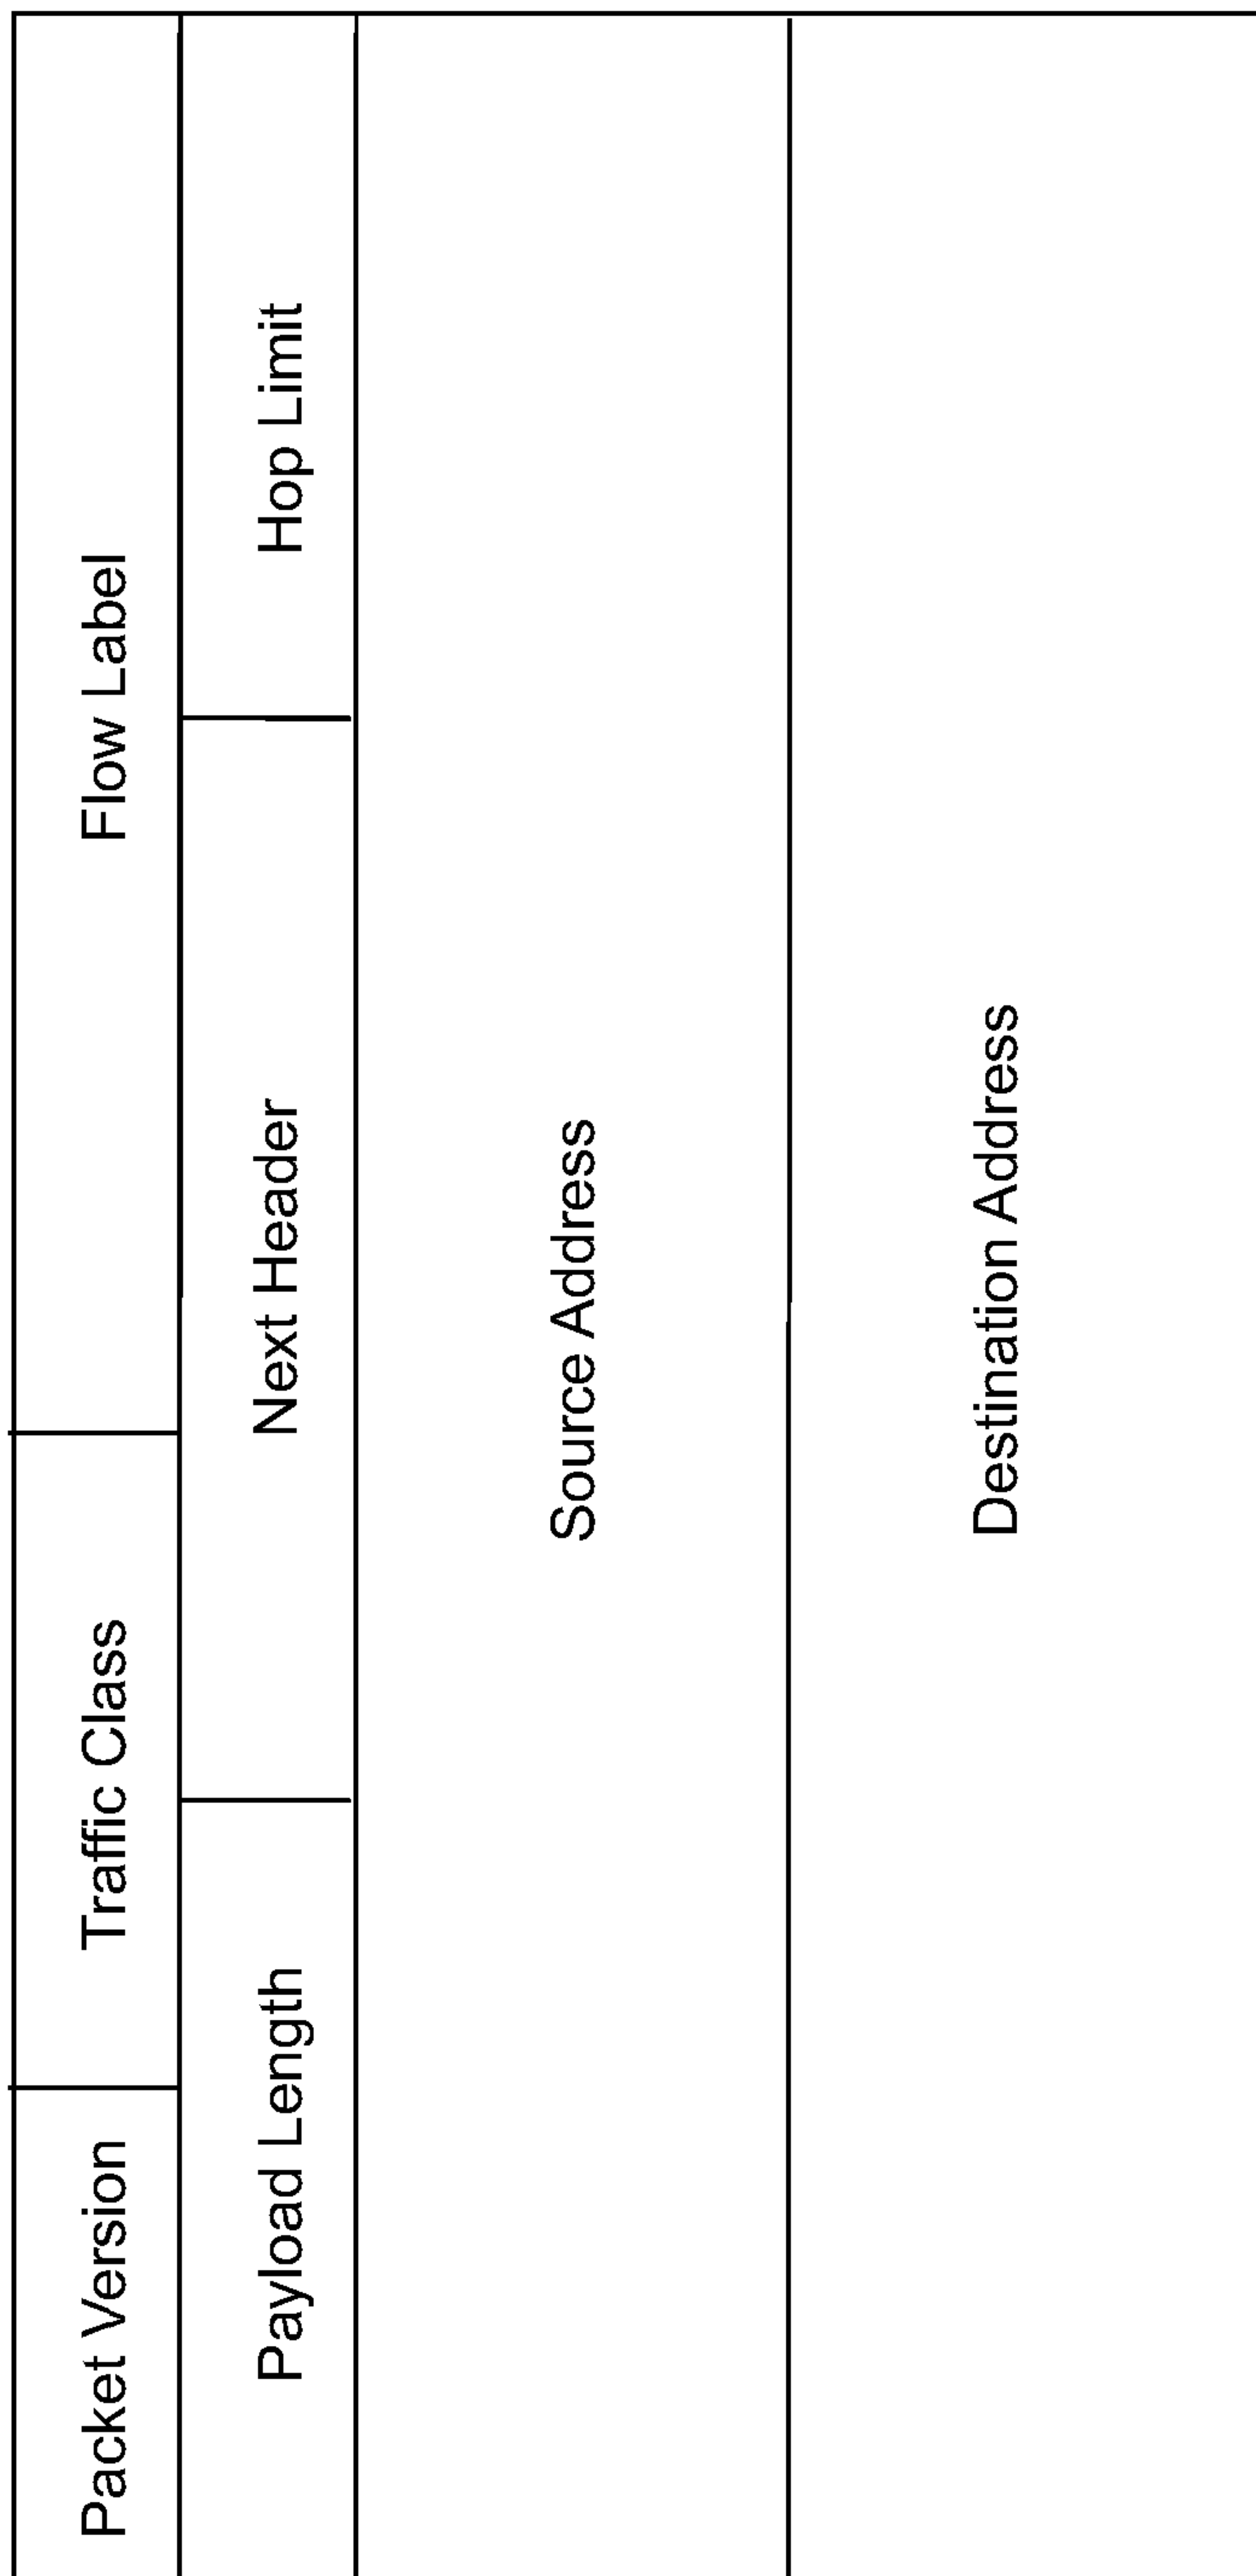 Packet Version
Traffic Class
Flow Label
Payload Length
Next Header
Hop Limit
Source Address
Destination Address